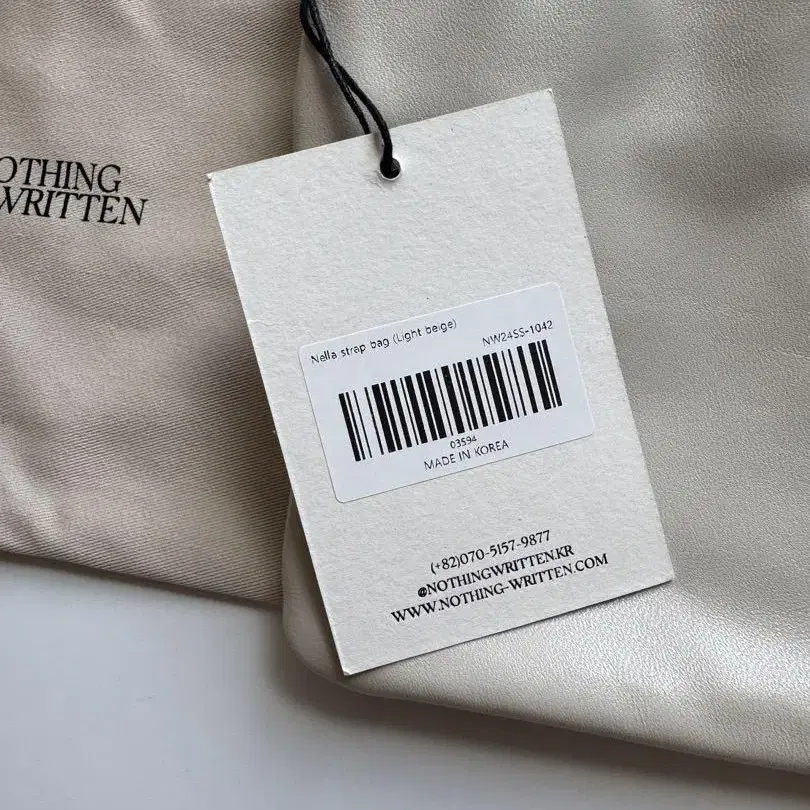 OTHING
WRITTEN
Nella strap bag (Light beige)
NW24SS-1042
03594
MADE IN KOREA
(+82)070-5157-9877
@NOTHINGWRITTEN.KR
WWW.NOTHING-WRITTEN.COM